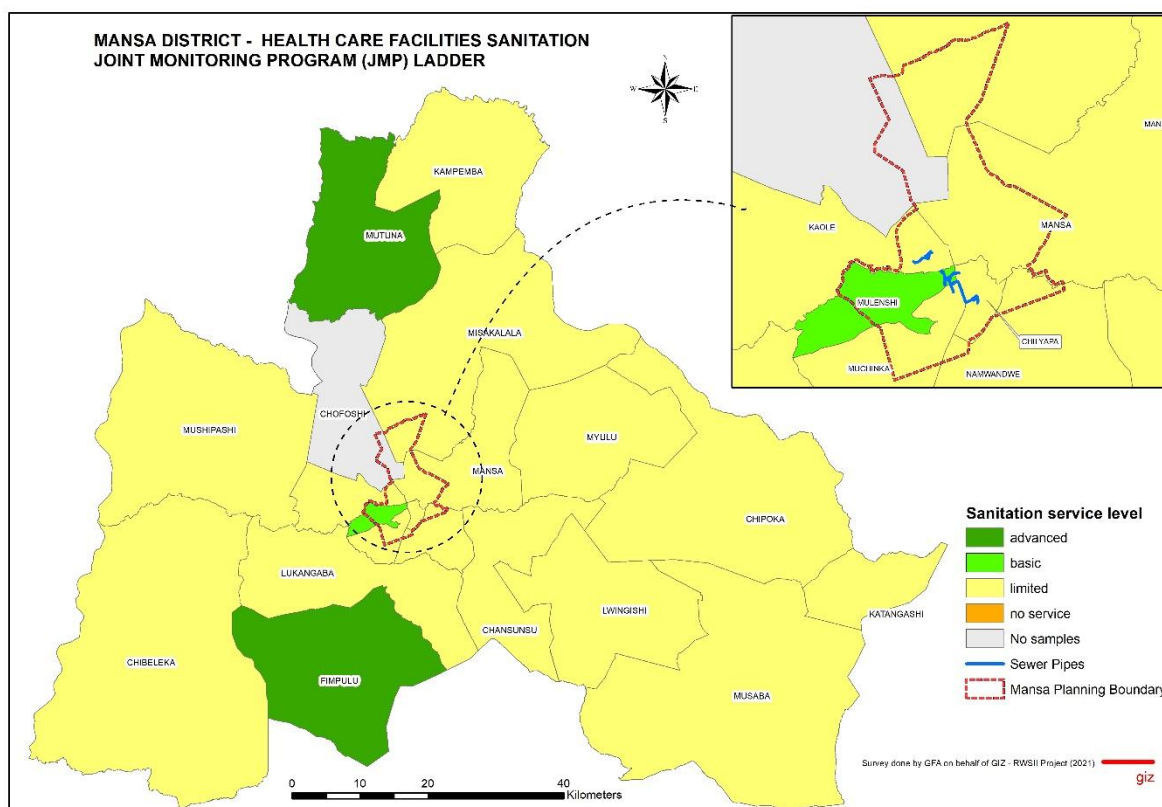 MANSA DISTRICT - HEALTH CARE FACILITIES SANITATION
JOINT MONITORING PROGRAM (JMP) LADDER
N
W
E
S
KAMPEMBA
MUTUNA
MISAKALALA
CHOFOSHI
MUSHIPASHI
MANSA
MYULU
CHIPOKA
LUKANGABA
LWINGISHI
KATANGASHI
CHANSUNSU
CHIBELEKA
FIMPULU
MUSABA
MAN
KAOLE
MANSA
MULENSHI
CHILYAPA
MUCHINKA
NAMWANDWE
Sanitation service level
advanced
basic
limited
no service
No samples
Sewer Pipes
Mansa Planning Boundary
0 10 20 40
Kilometers
Survey done by GFA on behalf of GIZ - RWSII Project (2021)
giz